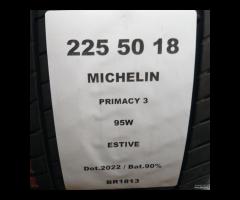 225 50 18
MICHELIN
PRIMACY 3
95W
ESTIVE
Dot.2022 / Bat.90%
BR1813